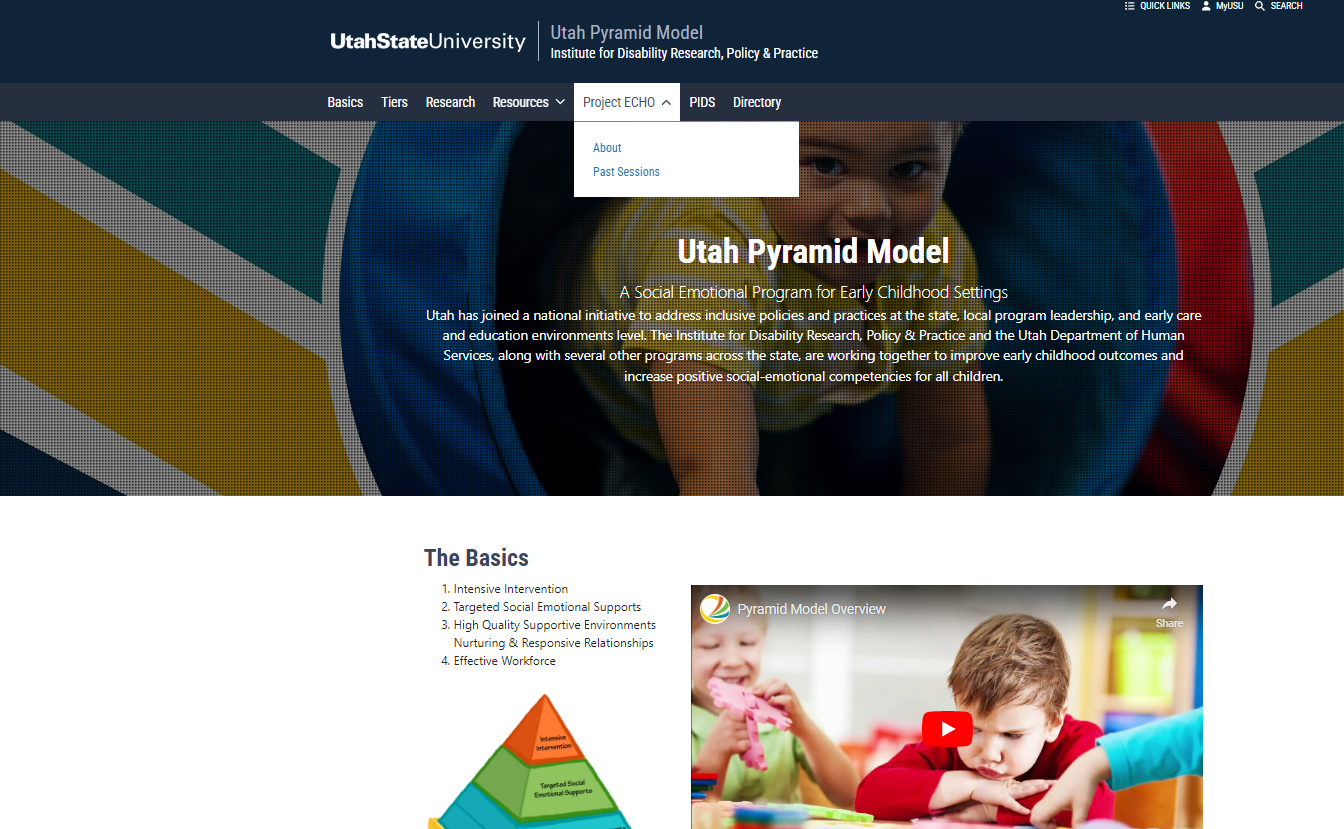 QUICK LINKS MyUSU SEARCH
UtahStateUniversity
Utah Pyramid Model
Institute for Disability Research, Policy & Practice
Basics Tiers Research Resources Project ECHO PIDS Directory
About
Past Sessions
Utah Pyramid Model
A Social Emotional Program for Early Childhood Settings
Utah has joined a national initiative to address inclusive policies and practices at the state, local program leadership, and early care
and education environments level. The Institute for Disability Research, Policy & Practice and the Utah Department of Human
Services, along with several other programs across the state, are working together to improve early childhood outcomes and
increase positive social-emotional competencies for all children.
The Basics
1. Intensive Intervention
2. Targeted Social Emotional Supports
3. High Quality Supportive Environments
Nurturing & Responsive Relationships
4. Effective Workforce
Pyramid Model Overview
Share
Intensive
Intervention
Targeted Social
Emotional Supports